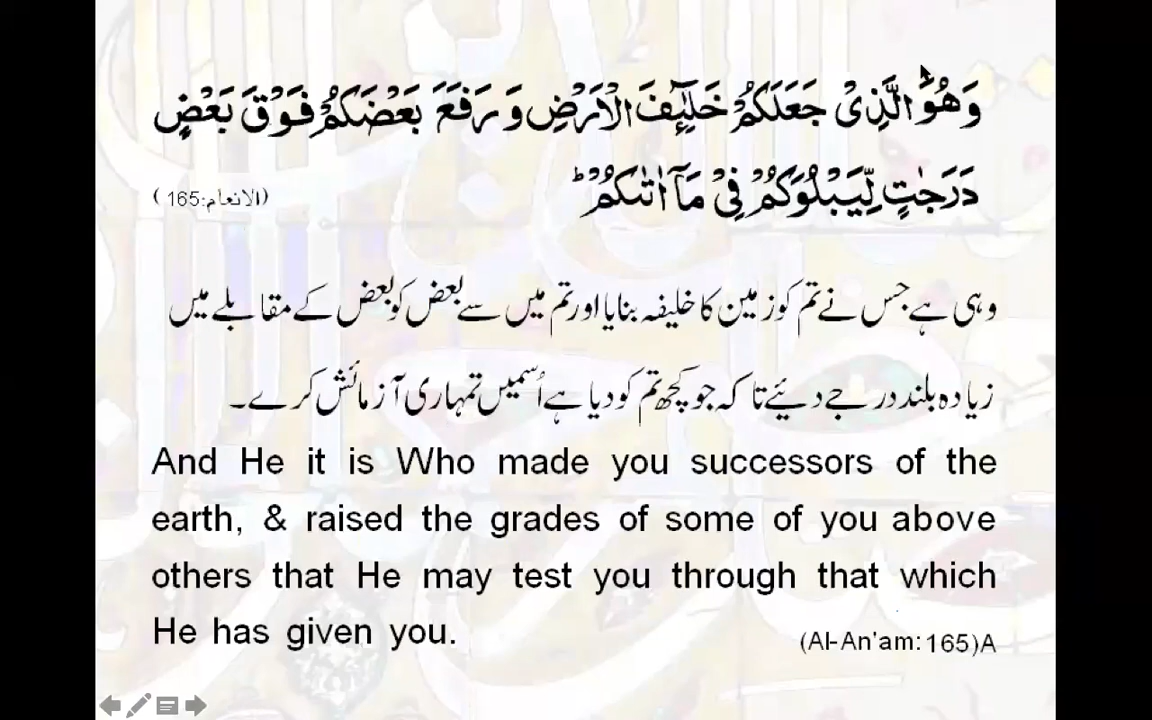 وَهُوَ الَّذِیْ جَعَلَكُمْ خَلٰٓئِفَ الْاَرْضِ وَ رَفَعَ بَعْضَكُمْ فَوْقَ بَعْضٍ
دَرَجٰتٍ لِّیَبْلُوَكُمْ فِیْ مَاۤ اٰتٰىكُمْ ؕ (الانعام:165)
وہی ہے جس نے تم کو زمین کا خلیفہ بنایا اور تم میں سے بعض کو بعض کے مقابلے میں
زیادہ بلند درجے دیئے تا کہ جو کچھ تم کو دیا ہے اُسمیں تمہاری آزمائش کرے۔
And He it is Who made you successors of the
earth, & raised the grades of some of you above
others that He may test you through that which
He has given you. (Al-An'am:165)A